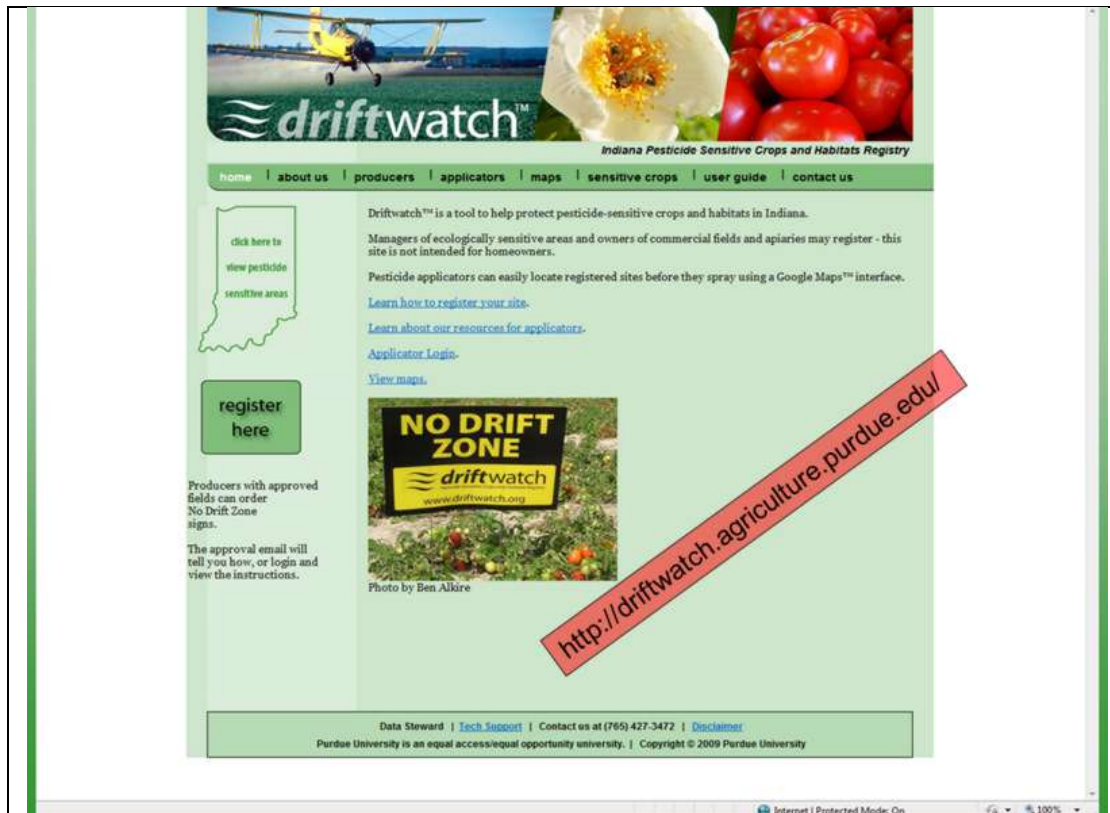 driftwatch™
Indiana Pesticide Sensitive Crops and Habitats Registry
home | about us | producers | applicators | maps | sensitive crops | user guide | contact us
click here to
view pesticide
sensitive areas
register
here
Producers with approved
fields can order
No Drift Zone
signs.
The approval email will
tell you how, or login and
view the instructions.
Driftwatch™ is a tool to help protect pesticide-sensitive crops and habitats in Indiana.
Managers of ecologically sensitive areas and owners of commercial fields and apiaries may register - this
site is not intended for homeowners.
Pesticide applicators can easily locate registered sites before they spray using a Google Maps™ interface.
Learn how to register your site.
Learn about our resources for applicators.
Applicator Login.
View maps.
NO DRIFT
ZONE
driftwatch
www.driftwatch.org
Photo by Ben Alkire
http://driftwatch.agriculture.purdue.edu/
Data Steward | Tech Support | Contact us at (765) 427-3472 | Disclaimer
Purdue University is an equal access/equal opportunity university. | Copyright © 2009 Purdue University
Internet | Protected Mode: On
100%